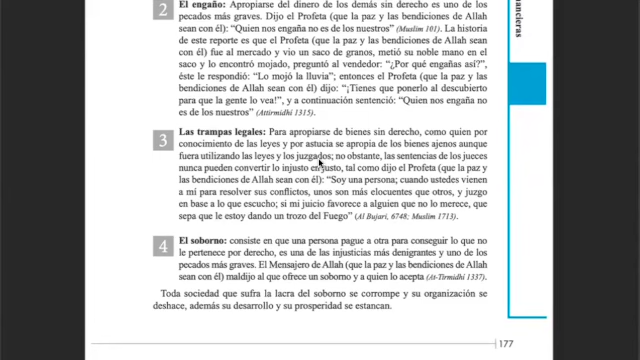 2 El engaño: Apropiarse del dinero de los demás sin derecho es uno de los
pecados más graves. Dijo el Profeta (que la paz y las bendiciones de Allah
sean con él): “Quien nos engaña no es de los nuestros” (Muslim 101). La historia
de este reporte es que el Profeta (que la paz y las bendiciones de Allah sean
con él) fue al mercado y vio un saco de granos, metió su noble mano en el
saco y lo encontró mojado, preguntó al vendedor: “¿Por qué engañas así?”,
éste le respondió: “Lo mojó la lluvia”; entonces el Profeta (que la paz y las
bendiciones de Allah sean con él) dijo: “¡Tienes que ponerlo al descubierto
para que la gente lo vea!”, y a continuación sentenció: “Quien nos engaña no
es de los nuestros” (Attirmidhi 1315).
3 Las trampas legales: Para apropiarse de bienes sin derecho, como quien por
conocimiento de las leyes y por astucia se apropia de los bienes ajenos aunque
fuera utilizando las leyes y los juzgados; no obstante, las sentencias de los jueces
nunca pueden convertir lo injusto en justo, tal como dijo el Profeta (que la paz y
las bendiciones de Allah sean con él): “Soy una persona; cuando ustedes vienen
a mí para resolver sus conflictos, unos son más elocuentes que otros, y juzgo
en base a lo que escucho; si mi juicio favorece a alguien que no lo merece, que
sepa que le estoy dando un trozo del Fuego” (Al Bujari, 6748; Muslim 1713).
4 El soborno: consiste en que una persona pague a otra para conseguir lo que no
le pertenece por derecho, es una de las injusticias más denigrantes y uno de los
pecados más graves. El Mensajero de Allah (que la paz y las bendiciones de Allah
sean con él) maldijo al que ofrece un soborno y a quien lo acepta (At-Tirmidhi 1337).
Toda sociedad que sufra la lacra del soborno se corrompe y su organización se
deshace, además su desarrollo y su prosperidad se estancan.
177